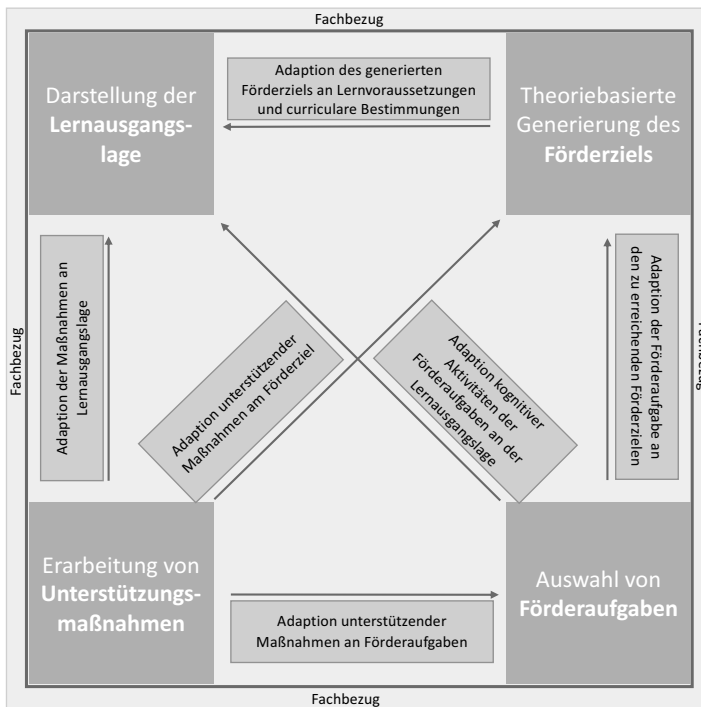 Fachbezug
Darstellung der
Lernausgangs-
lage
Adaption des generierten
Förderziels an Lernvoraussetzungen
und curriculare Bestimmungen
Theoriebasierte
Generierung des
Förderziels
Fachbezug
Adaption der Maßnahmen an
Lernausgangslage
Adaption unterstützender
Maßnahmen am Förderziel
Adaption kognitiver
Aktivitäten der
Förderaufgaben an der
Lernausgangslage
Adaption der Förderaufgabe an
den zu erreichenden Förderzielen
Erarbeitung von
Unterstützungs-
maßnahmen
Adaption unterstützender
Maßnahmen an Förderaufgaben
Auswahl von
Förderaufgaben
Fachbezug